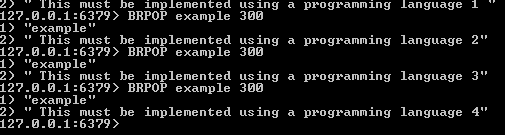 2) " This must be implemented using a programming language 1 "
127.0.0.1:6379> BRPOP example 300
1) "example"
2) " This must be implemented using a programming language 2"
127.0.0.1:6379> BRPOP example 300
1) "example"
2) " This must be implemented using a programming language 3"
127.0.0.1:6379> BRPOP example 300
1) "example"
2) " This must be implemented using a programming language 4"
127.0.0.1:6379>